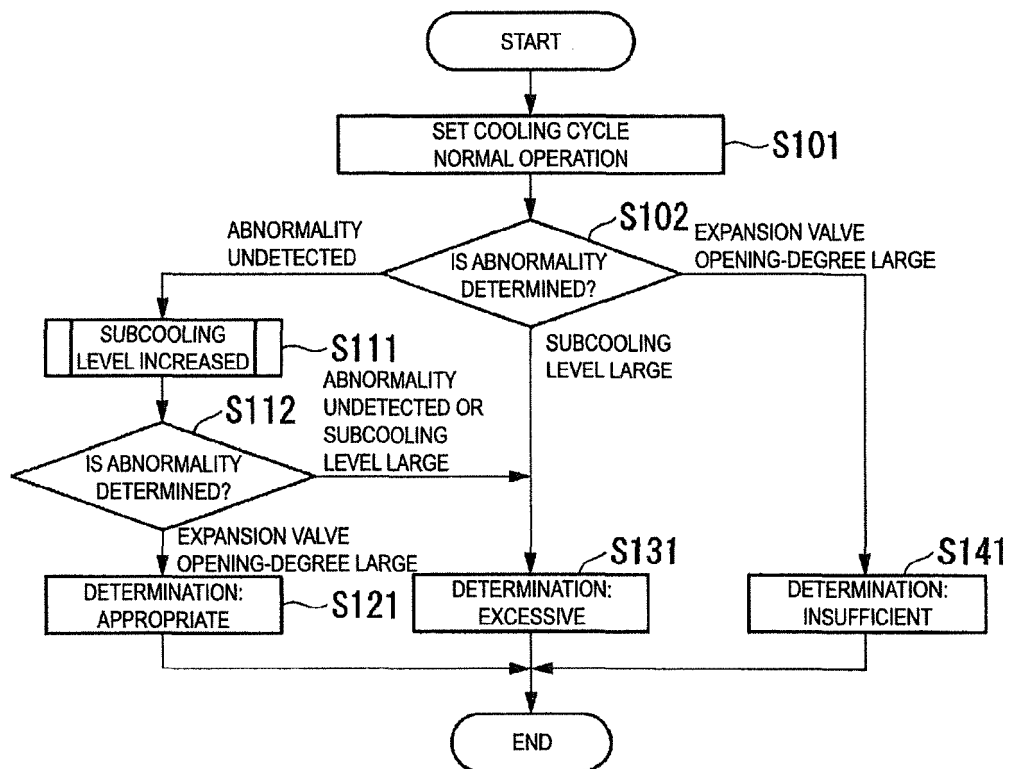 START
SET COOLING CYCLE
NORMAL OPERATION
S101
S102
ABNORMALITY
UNDETECTED
IS ABNORMALITY
DETERMINED?
EXPANSION VALVE
OPENING-DEGREE LARGE
SUBCOOLING
LEVEL INCREASED
S111
SUBCOOLING
LEVEL LARGE
S112
ABNORMALITY
UNDETECTED OR
SUBCOOLING
LEVEL LARGE
IS ABNORMALITY
DETERMINED?
EXPANSION VALVE
OPENING-DEGREE LARGE
DETERMINATION:
APPROPRIATE
S121
S131
DETERMINATION:
EXCESSIVE
S141
DETERMINATION:
INSUFFICIENT
END